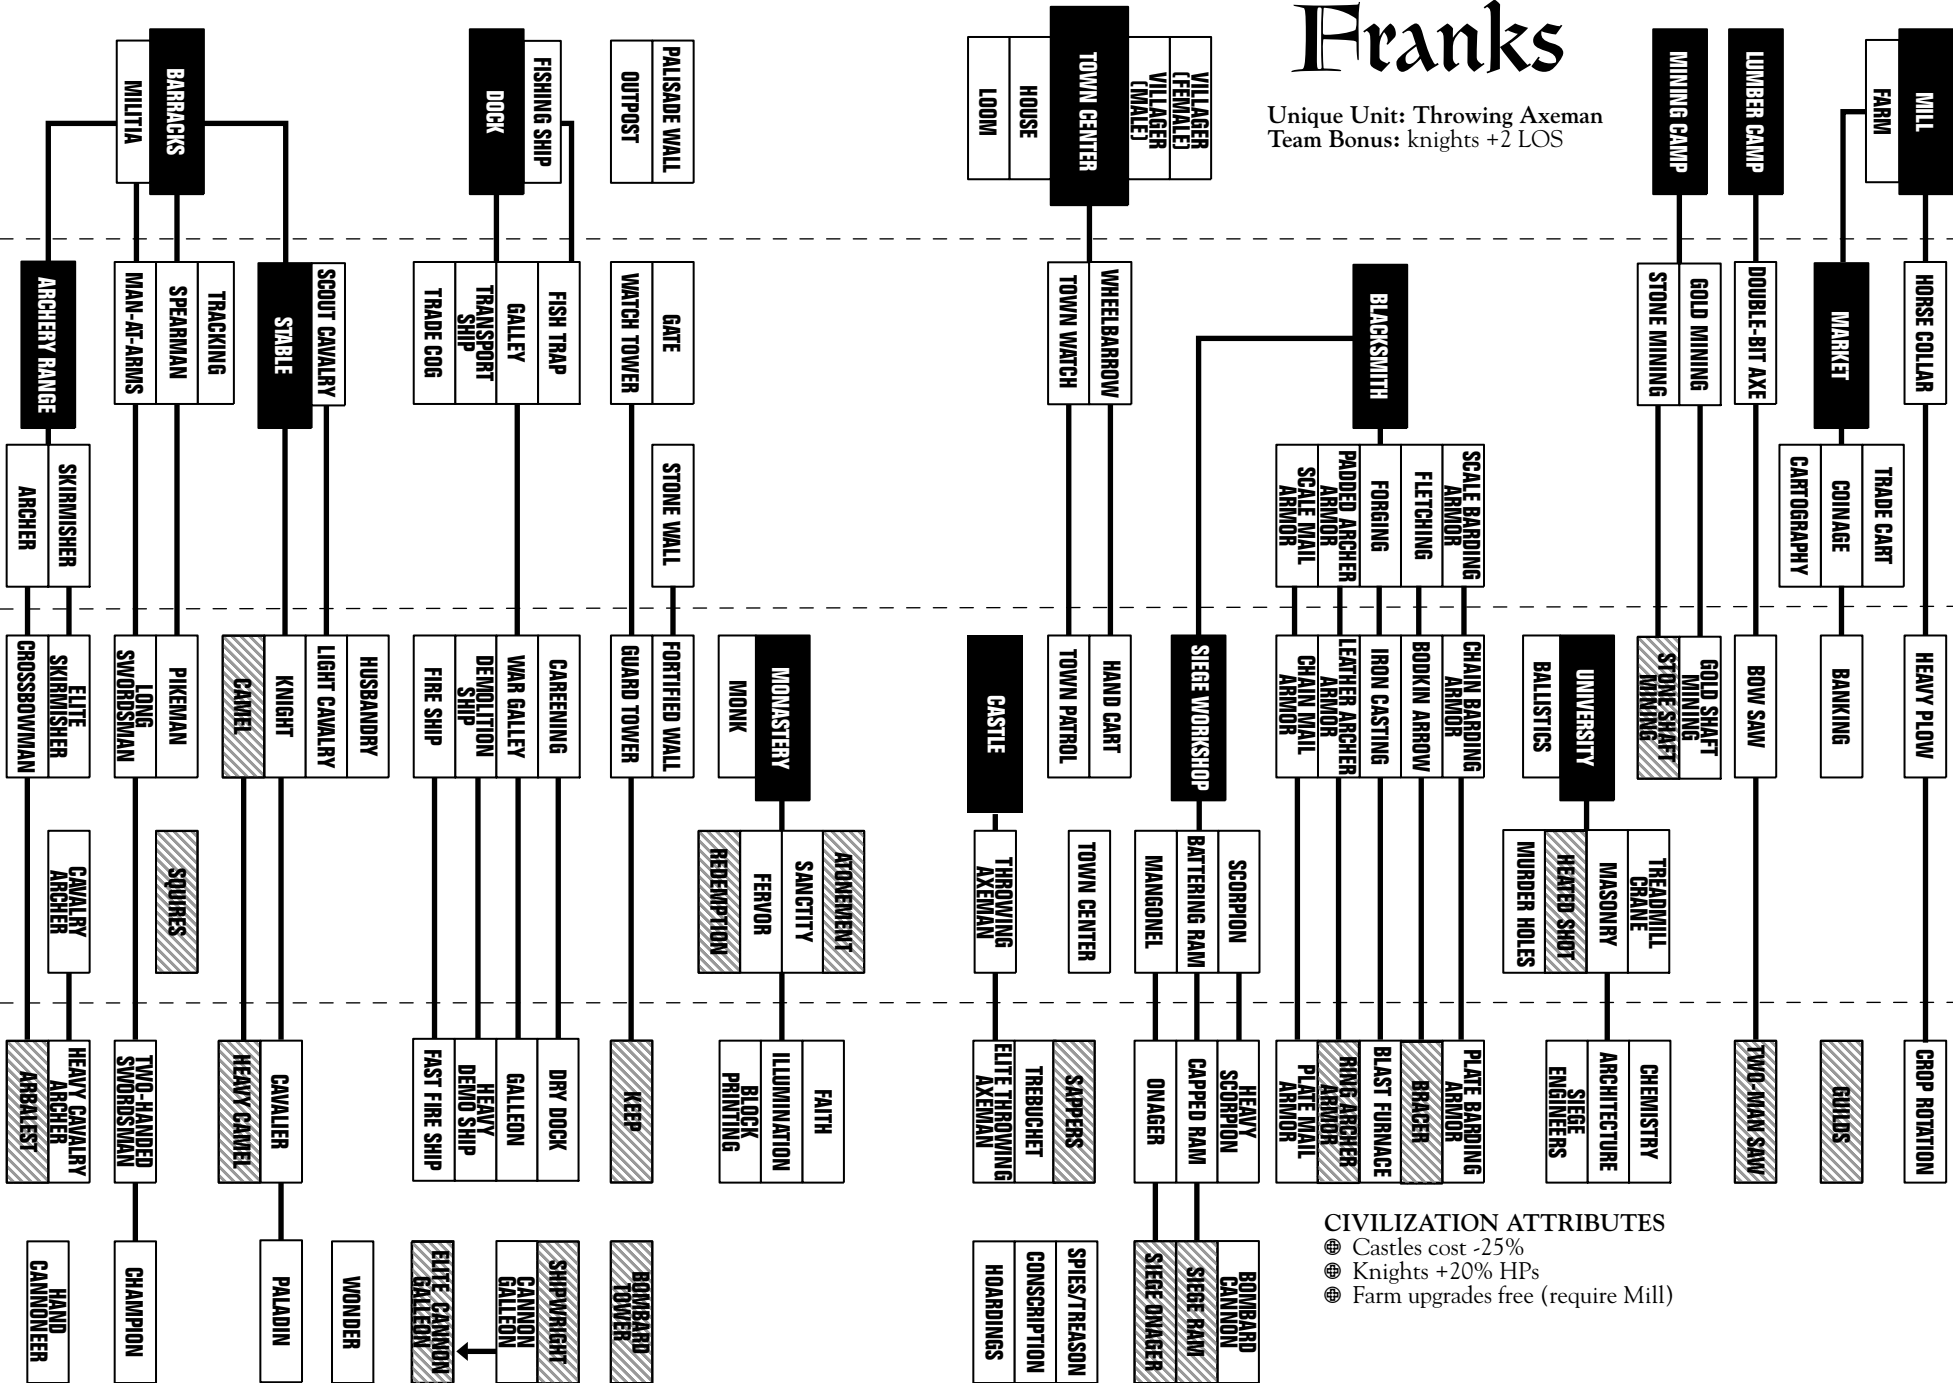 Franks
Unique Unit: Throwing Axeman
Team Bonus: knights +2 LOS
BARRACKS
MILITIA
DOCK
FISHING SHIP
PALISADE WALL
OUTPOST
TOWN CENTER
VILLAGER
(FEMALE)
VILLAGER
(MALE)
HOUSE
LOOM
MINING CAMP
LUMBER CAMP
MILL
FARM
ARCHERY RANGE
MAN-AT-ARMS
SPEARMAN
TRACKING
STABLE
SCOUT CAVALRY
TRADE COG
TRANSPORT
SHIP
GALLEY
FISH TRAP
WATCH TOWER
GATE
TOWN WATCH
WHEELBARROW
BLACKSMITH
STONE MINING
GOLD MINING
DOUBLE-BIT AXE
MARKET
HORSE COLLAR
ARCHER
SKIRMISHER
STONE WALL
SCALE MAIL
ARMOR
PADDED ARCHER
ARMOR
FORGING
FLETCHING
SCALE BARDING
ARMOR
CARTOGRAPHY
COINAGE
TRADE CART
CROSSBOWMAN
ELITE
SKIRMISHER
LONG
SWORDSMAN
PIKEMAN
CAMEL
KNIGHT
LIGHT CAVALRY
HUSBANDRY
FIRE SHIP
DEMOLITION
SHIP
WAR GALLEY
CAREENING
GUARD TOWER
FORTIFIED WALL
MONK
MONASTERY
CASTLE
TOWN PATROL
HAND CART
SIEGE WORKSHOP
CHAIN MAIL
ARMOR
LEATHER ARCHER
ARMOR
IRON CASTING
BODKIN ARROW
CHAIN BARDING
ARMOR
BALLISTICS
UNIVERSITY
STONE SHAFT
MINING
GOLD SHAFT
MINING
BOW SAW
BANKING
HEAVY PLOW
CAVALRY
ARCHER
SQUIRES
REDEMPTION
FERVOR
SANCTITY
ATONEMENT
THROWING
AXEMAN
TOWN CENTER
MANGONEL
BATTERING RAM
SCORPION
MURDER HOLES
HEATED SHOT
MASONRY
TREADMILL
CRANE
ARBALEST
HEAVY CAVALRY
ARCHER
TWO-HANDED
SWORDSMAN
HEAVY CAMEL
CAVALIER
FAST FIRE SHIP
HEAVY
DEMO SHIP
GALLEON
DRY DOCK
KEEP
BLOCK
PRINTING
ILLUMINATION
FAITH
ELITE THROWING
AXEMAN
TREBUCHET
SAPPERS
ONAGER
CAPPED RAM
HEAVY
SCORPION
PLATE MAIL
ARMOR
RING ARCHER
ARMOR
BLAST FURNACE
BRACER
PLATE BARDING
ARMOR
SIEGE
ENGINEERS
ARCHITECTURE
CHEMISTRY
TWO-MAN SAW
GUILDS
CROP ROTATION
HAND
CANNONEER
CHAMPION
PALADIN
WONDER
ELITE CANNON
GALLEON
CANNON
GALLEON
SHIPWRIGHT
BOMBARD
TOWER
HOARDINGS
CONSCRIPTION
SPIES/TREASON
SIEGE ONAGER
SIEGE RAM
BOMBARD
CANNON
CIVILIZATION ATTRIBUTES
Castles cost -25%
Knights +20% HPs
Farm upgrades free (require Mill)